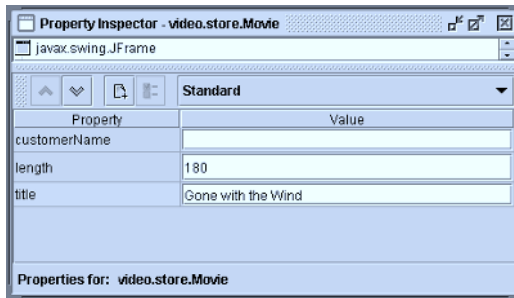 Property Inspector - video.store.Movie
javax.swing.JFrame
Standard
Property Value
customerName
length 180
title Gone with the Wind
Properties for: video.store.Movie